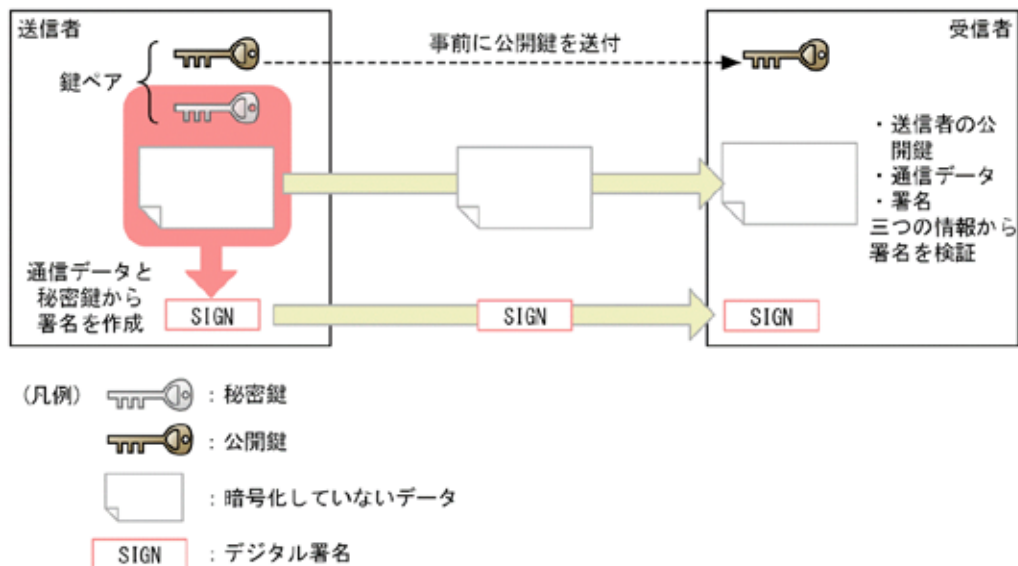 送信者
事前に公開鍵を送付
受信者
鍵ペア
・送信者の公
開鍵
・通信データ
・署名
三つの情報から
署名を検証
通信データと
秘密鍵から
署名を作成
SIGN
SIGN
SIGN
(凡例)
：秘密鍵
：公開鍵
：暗号化していないデータ
SIGN
：デジタル署名